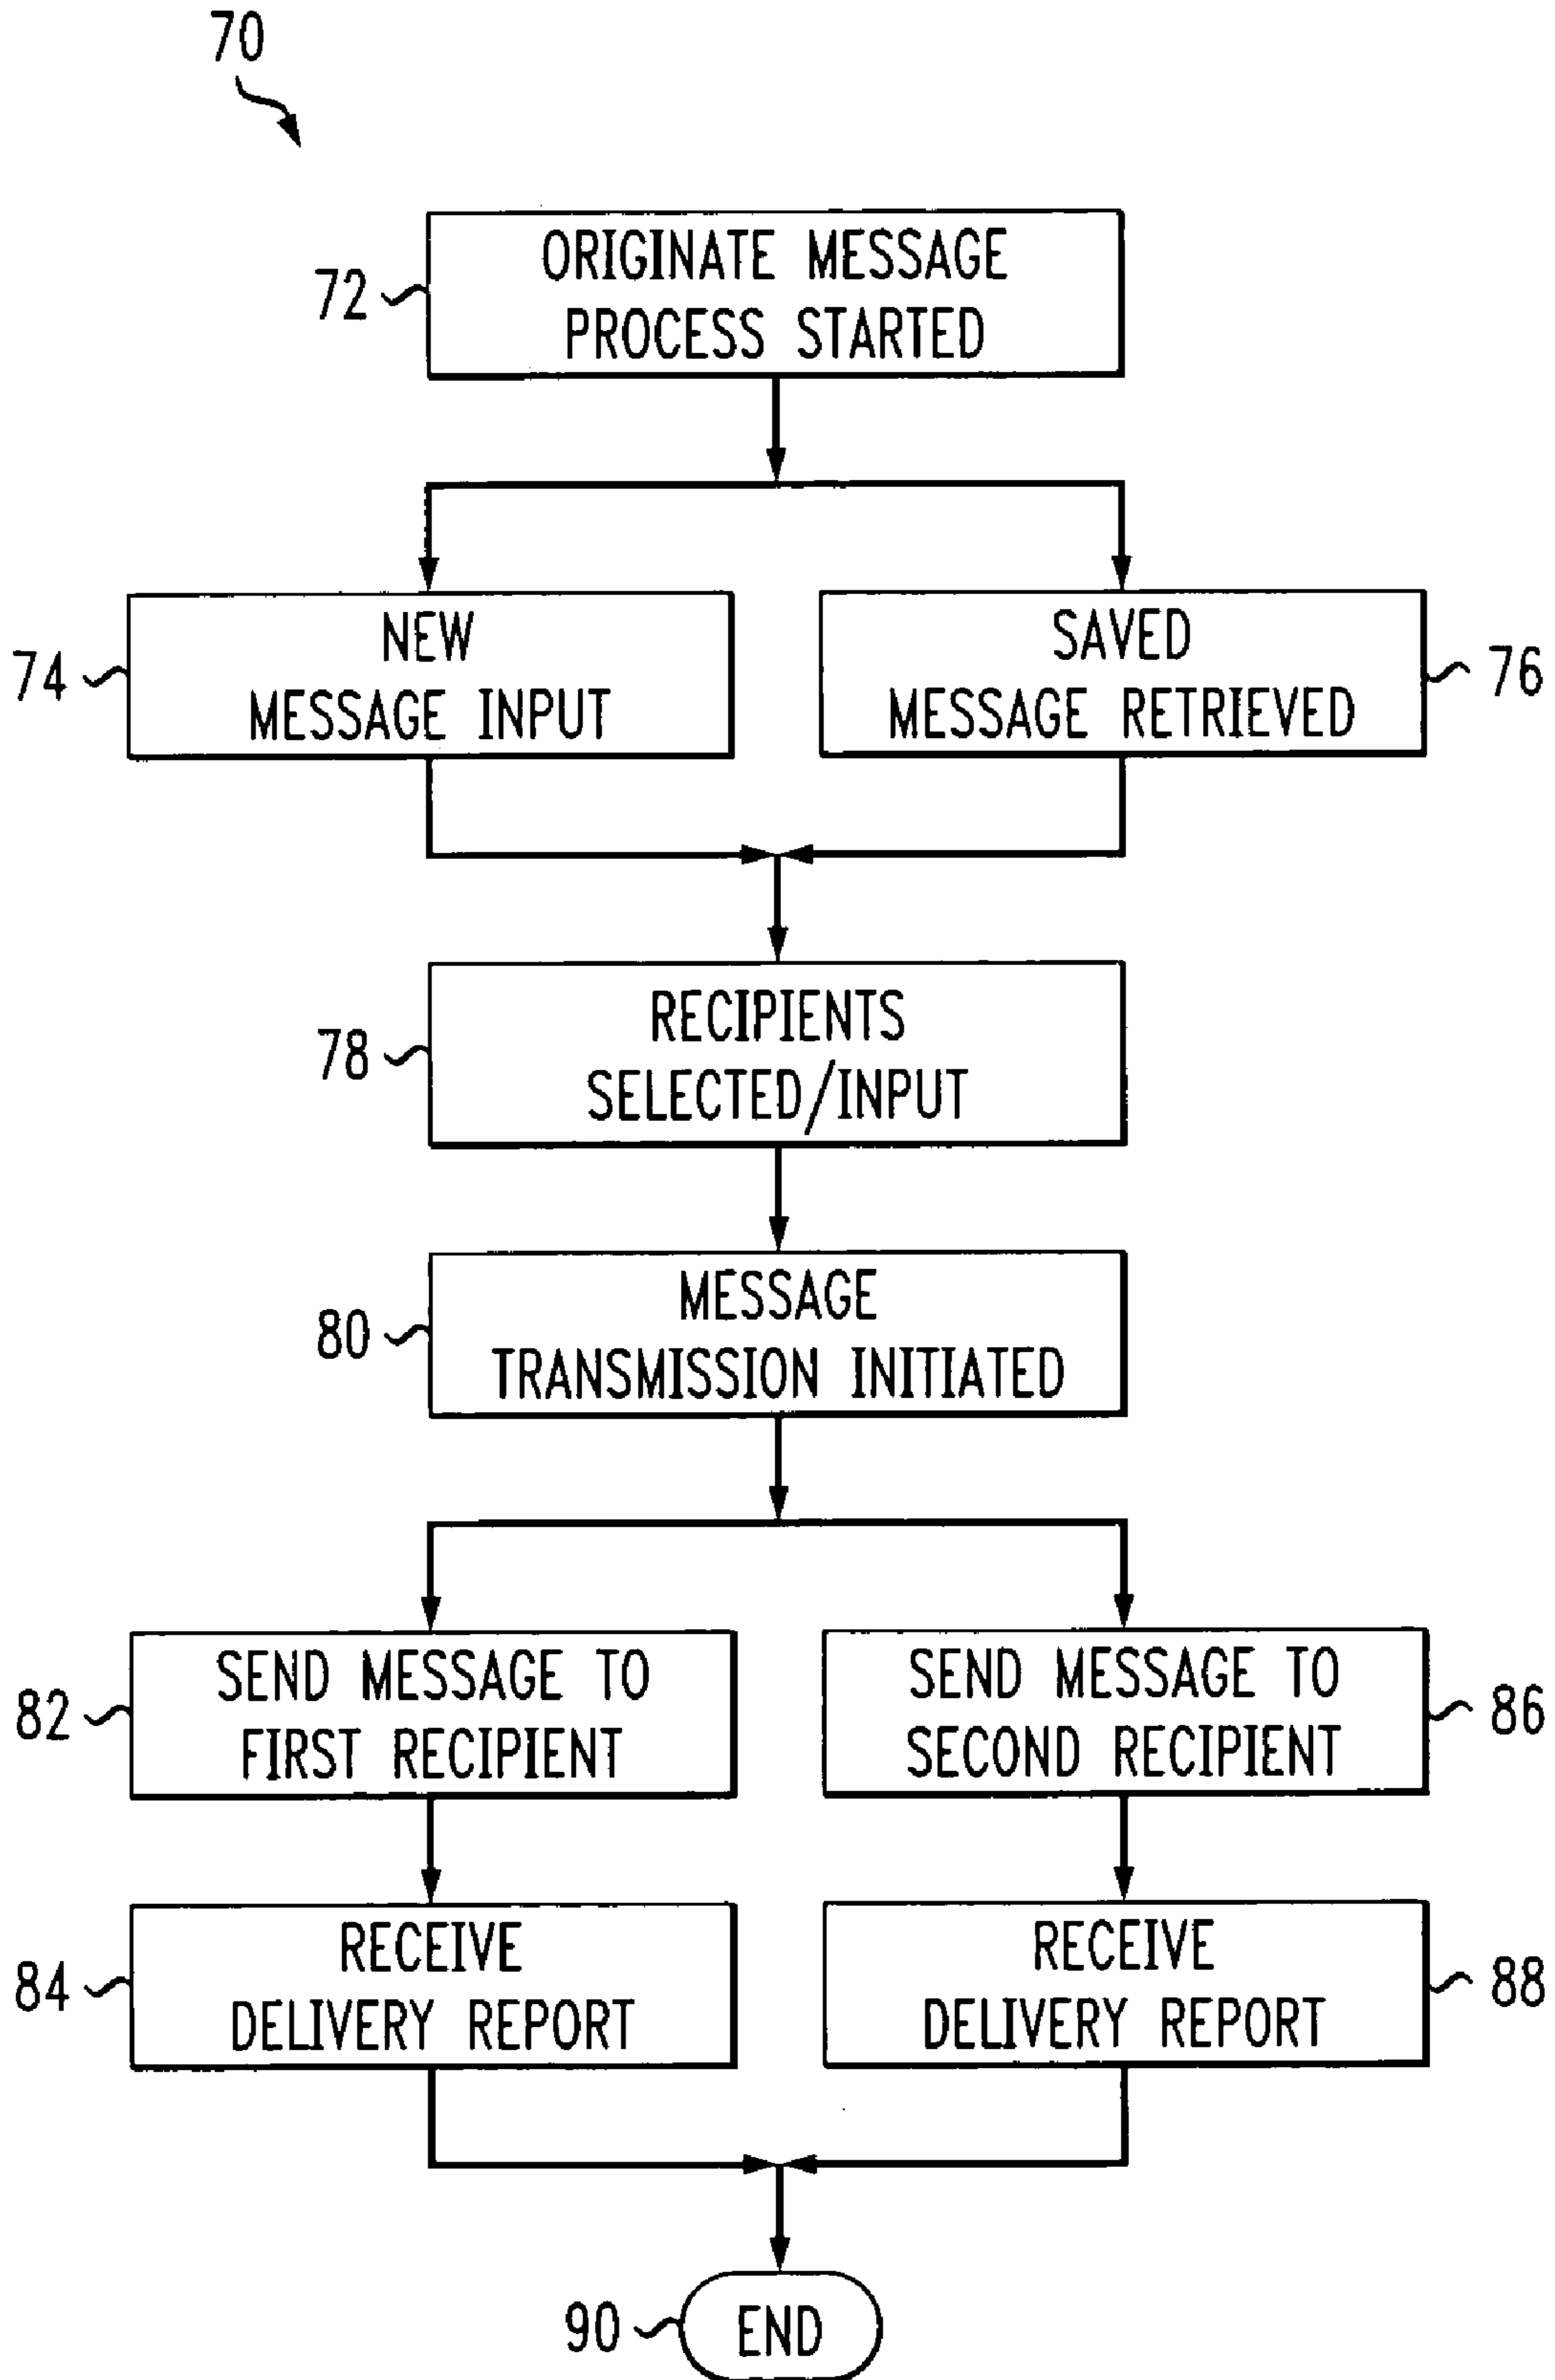 70
72
ORIGINATE MESSAGE
PROCESS STARTED
74
NEW
MESSAGE INPUT
SAVED
MESSAGE RETRIEVED
76
78
RECIPIENTS
SELECTED/INPUT
80
MESSAGE
TRANSMISSION INITIATED
82
SEND MESSAGE TO
FIRST RECIPIENT
SEND MESSAGE TO
SECOND RECIPIENT
86
84
RECEIVE
DELIVERY REPORT
RECEIVE
DELIVERY REPORT
88
90
END